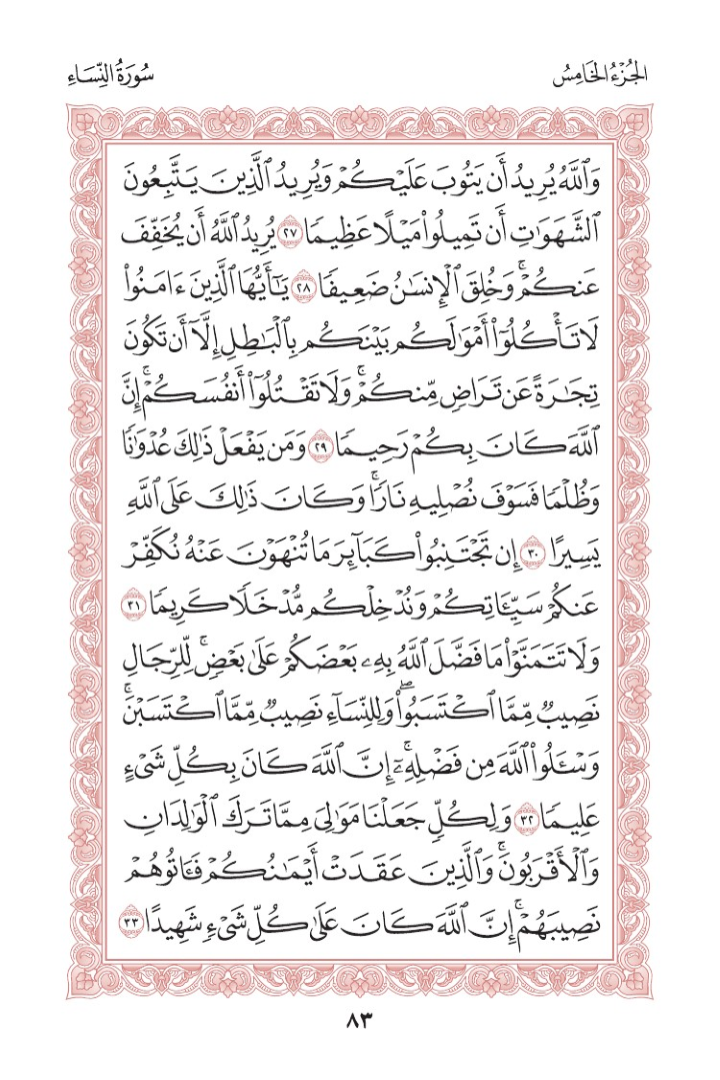 الجُزْءُ الخَامِسُ
سُورَةُ النِّسَاءِ
وَٱللَّهُ يُرِيدُ أَن يَتُوبَ عَلَيْكُمْ وَيُرِيدُ ٱلَّذِينَ يَتَّبِعُونَ
ٱلشَّهَوَٰتِ أَن تَمِيلُوا۟ مَيْلًا عَظِيمًا ٢٧ يُرِيدُ ٱللَّهُ أَن يُخَفِّفَ
عَنكُمْۚ وَخُلِقَ ٱلْإِنسَٰنُ ضَعِيفًا ٢٨ يَٰٓأَيُّهَا ٱلَّذِينَ ءَامَنُوا۟
لَا تَأْكُلُوٓا۟ أَمْوَٰلَكُم بَيْنَكُم بِٱلْبَٰطِلِ إِلَّآ أَن تَكُونَ
تِجَٰرَةً عَن تَرَاضٍ مِّنكُمْۚ وَلَا تَقْتُلُوٓا۟ أَنفُسَكُمْۚ إِنَّ
ٱللَّهَ كَانَ بِكُمْ رَحِيمًا ٢٩ وَمَن يَفْعَلْ ذَٰلِكَ عُدْوَٰنًا
وَظُلْمًا فَسَوْفَ نُصْلِيهِ نَارًاۚ وَكَانَ ذَٰلِكَ عَلَى ٱللَّهِ
يَسِيرًا ٣٠ إِن تَجْتَنِبُوا۟ كَبَآئِرَ مَا تُنْهَوْنَ عَنْهُ نُكَفِّرْ
عَنكُمْ سَيِّـَٔاتِكُمْ وَنُدْخِلْكُم مُّدْخَلًا كَرِيمًا ٣١
وَلَا تَتَمَنَّوْا۟ مَا فَضَّلَ ٱللَّهُ بِهِۦ بَعْضَكُمْ عَلَىٰ بَعْضٍۚ لِّلرِّجَالِ
نَصِيبٌ مِّمَّا ٱكْتَسَبُوا۟ۖ وَلِلنِّسَآءِ نَصِيبٌ مِّمَّا ٱكْتَسَبْنَۚ
وَسْـَٔلُوا۟ ٱللَّهَ مِن فَضْلِهِۦٓۚ إِنَّ ٱللَّهَ كَانَ بِكُلِّ شَىْءٍ
عَلِيمًا ٣٢ وَلِكُلٍّ جَعَلْنَا مَوَٰلِىَ مِمَّا تَرَكَ ٱلْوَٰلِدَانِ
وَٱلْأَقْرَبُونَۚ وَٱلَّذِينَ عَقَدَتْ أَيْمَٰنُكُمْ فَـَٔاتُوهُمْ
نَصِيبَهُمْۚ إِنَّ ٱللَّهَ كَانَ عَلَىٰ كُلِّ شَىْءٍ شَهِيدًا ٣٣
٨٣